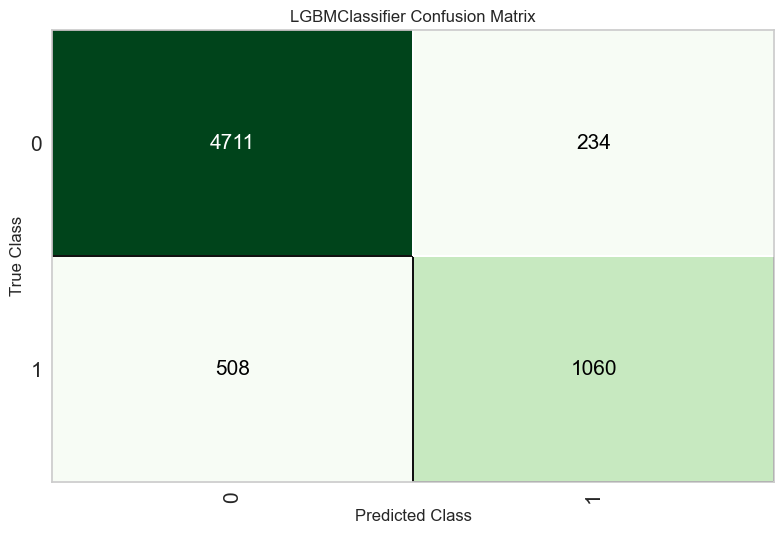 LGBMClassifier Confusion Matrix
True Class
0
4711
234
1
508
1060
0
1
Predicted Class